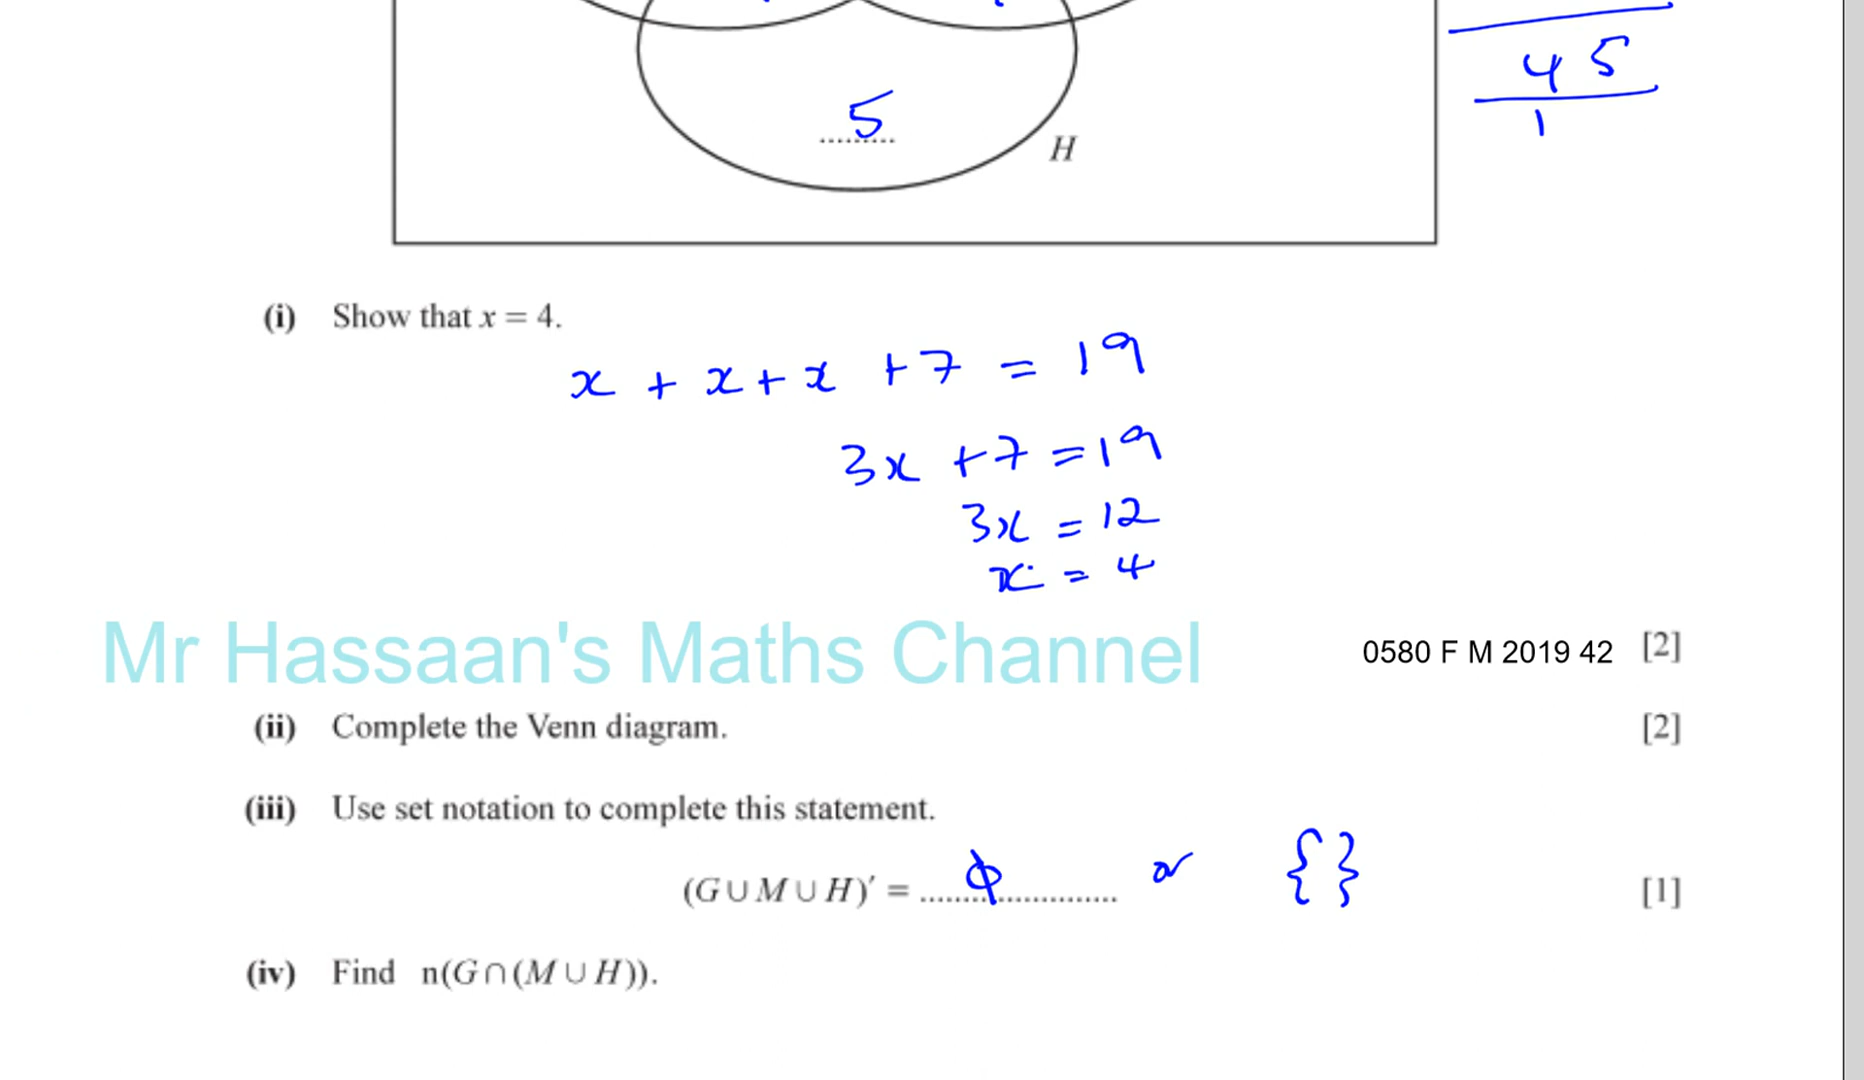 45
1
5
H
(i) Show that x = 4.
x + x + x + 7 = 19
3x + 7 = 19
3x = 12
x = 4
Mr Hassaan's Maths Channel
0580 F M 2019 42 [2]
(ii) Complete the Venn diagram. [2]
(iii) Use set notation to complete this statement.
(G ∪ M ∪ H)′ = ........ϕ............. or { } [1]
(iv) Find n(G ∩ (M ∪ H)).